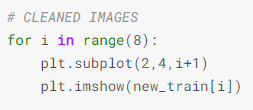 # CLEANED IMAGES
for i in range(8):
    plt.subplot(2,4,i+1)
    plt.imshow(new_train[i])